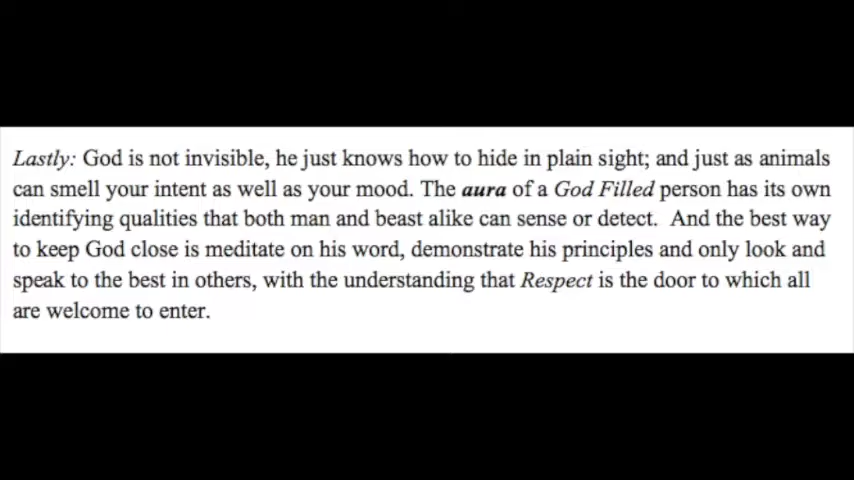 Lastly: God is not invisible, he just knows how to hide in plain sight; and just as animals
can smell your intent as well as your mood. The aura of a God Filled person has its own
identifying qualities that both man and beast alike can sense or detect.  And the best way
to keep God close is meditate on his word, demonstrate his principles and only look and
speak to the best in others, with the understanding that Respect is the door to which all
are welcome to enter.